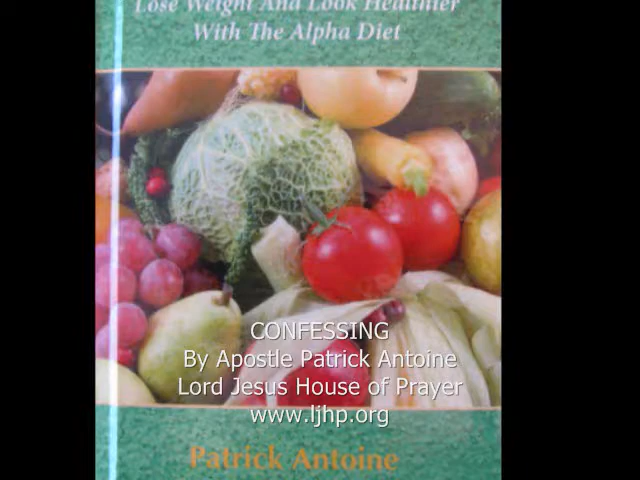 Lose Weight And Look Healthier
With The Alpha Diet
CONFESSING
By Apostle Patrick Antoine
Lord Jesus House of Prayer
www.ljhp.org
Patrick Antoine